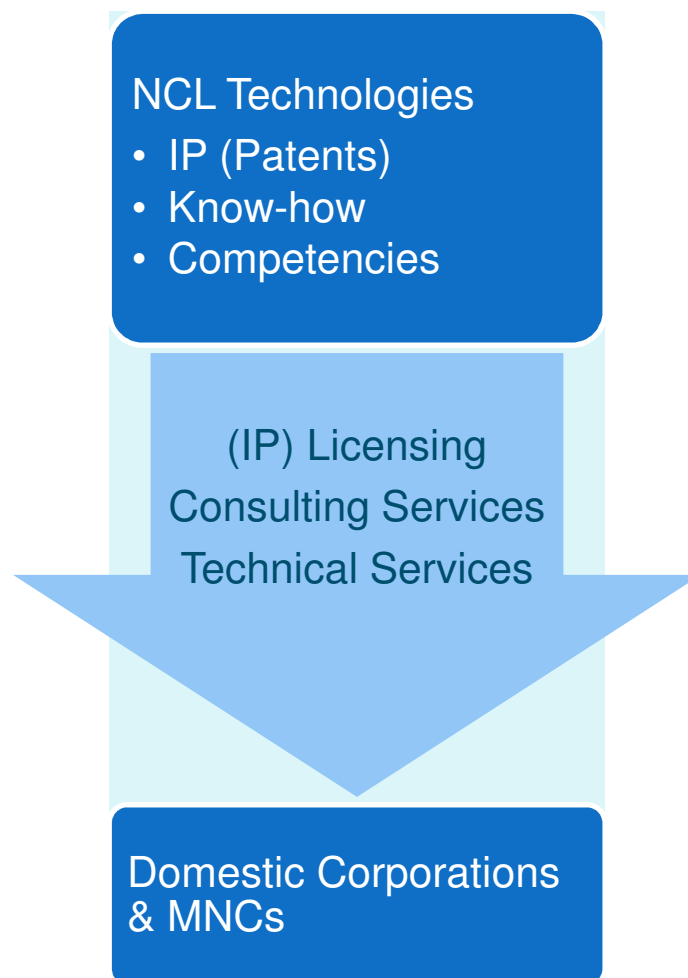 NCL Technologies
• IP (Patents)
• Know-how
• Competencies
(IP) Licensing
Consulting Services
Technical Services
Domestic Corporations
& MNCs